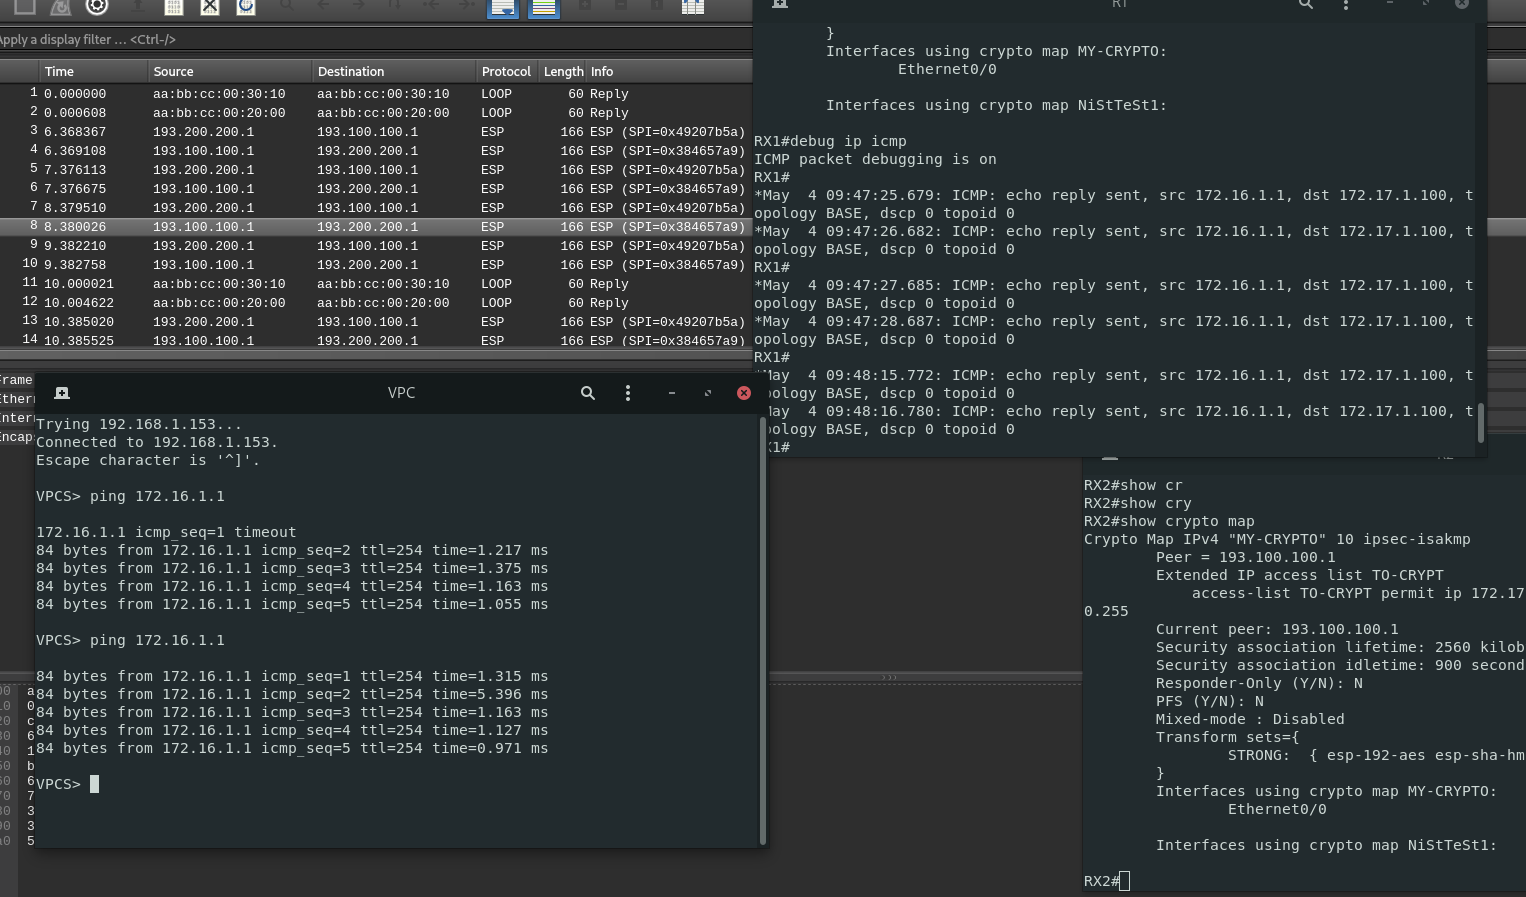 Apply a display filter ... <Ctrl-/>
Time Source Destination Protocol Length Info
1 0.000000 aa:bb:cc:00:30:10 aa:bb:cc:00:30:10 LOOP 60 Reply
2 0.000608 aa:bb:cc:00:20:00 aa:bb:cc:00:20:00 LOOP 60 Reply
3 6.368367 193.200.200.1 193.100.100.1 ESP 166 ESP (SPI=0x49207b5a)
4 6.369108 193.100.100.1 193.200.200.1 ESP 166 ESP (SPI=0x384657a9)
5 7.376113 193.200.200.1 193.100.100.1 ESP 166 ESP (SPI=0x49207b5a)
6 7.376675 193.100.100.1 193.200.200.1 ESP 166 ESP (SPI=0x384657a9)
7 8.379510 193.200.200.1 193.100.100.1 ESP 166 ESP (SPI=0x49207b5a)
8 8.380026 193.100.100.1 193.200.200.1 ESP 166 ESP (SPI=0x384657a9)
9 9.382210 193.200.200.1 193.100.100.1 ESP 166 ESP (SPI=0x49207b5a)
10 9.382758 193.100.100.1 193.200.200.1 ESP 166 ESP (SPI=0x384657a9)
11 10.000021 aa:bb:cc:00:30:10 aa:bb:cc:00:30:10 LOOP 60 Reply
12 10.004622 aa:bb:cc:00:20:00 aa:bb:cc:00:20:00 LOOP 60 Reply
13 10.385020 193.200.200.1 193.100.100.1 ESP 166 ESP (SPI=0x49207b5a)
14 10.385525 193.100.100.1 193.200.200.1 ESP 166 ESP (SPI=0x384657a9)
Frame
Ethern
Inter
Encap
R1
}
Interfaces using crypto map MY-CRYPTO:
Ethernet0/0
Interfaces using crypto map NiStTeSt1:
RX1#debug ip icmp
ICMP packet debugging is on
RX1#
*May  4 09:47:25.679: ICMP: echo reply sent, src 172.16.1.1, dst 172.17.1.100, t
opology BASE, dscp 0 topoid 0
*May  4 09:47:26.682: ICMP: echo reply sent, src 172.16.1.1, dst 172.17.1.100, t
opology BASE, dscp 0 topoid 0
RX1#
*May  4 09:47:27.685: ICMP: echo reply sent, src 172.16.1.1, dst 172.17.1.100, t
opology BASE, dscp 0 topoid 0
*May  4 09:47:28.687: ICMP: echo reply sent, src 172.16.1.1, dst 172.17.1.100, t
opology BASE, dscp 0 topoid 0
RX1#
*May  4 09:48:15.772: ICMP: echo reply sent, src 172.16.1.1, dst 172.17.1.100, t
opology BASE, dscp 0 topoid 0
May  4 09:48:16.780: ICMP: echo reply sent, src 172.16.1.1, dst 172.17.1.100, t
pology BASE, dscp 0 topoid 0
X1#
VPC
Trying 192.168.1.153...
Connected to 192.168.1.153.
Escape character is '^]'.
VPCS> ping 172.16.1.1
172.16.1.1 icmp_seq=1 timeout
84 bytes from 172.16.1.1 icmp_seq=2 ttl=254 time=1.217 ms
84 bytes from 172.16.1.1 icmp_seq=3 ttl=254 time=1.375 ms
84 bytes from 172.16.1.1 icmp_seq=4 ttl=254 time=1.163 ms
84 bytes from 172.16.1.1 icmp_seq=5 ttl=254 time=1.055 ms
VPCS> ping 172.16.1.1
84 bytes from 172.16.1.1 icmp_seq=1 ttl=254 time=1.315 ms
84 bytes from 172.16.1.1 icmp_seq=2 ttl=254 time=5.396 ms
84 bytes from 172.16.1.1 icmp_seq=3 ttl=254 time=1.163 ms
84 bytes from 172.16.1.1 icmp_seq=4 ttl=254 time=1.127 ms
84 bytes from 172.16.1.1 icmp_seq=5 ttl=254 time=0.971 ms
VPCS>
RX2#show cr
RX2#show cry
RX2#show crypto map
Crypto Map IPv4 "MY-CRYPTO" 10 ipsec-isakmp
Peer = 193.100.100.1
Extended IP access list TO-CRYPT
access-list TO-CRYPT permit ip 172.17
0.255
Current peer: 193.100.100.1
Security association lifetime: 2560 kilob
Security association idletime: 900 second
Responder-Only (Y/N): N
PFS (Y/N): N
Mixed-mode : Disabled
Transform sets={
STRONG:  { esp-192-aes esp-sha-hm
}
Interfaces using crypto map MY-CRYPTO:
Ethernet0/0
Interfaces using crypto map NiStTeSt1:
RX2#